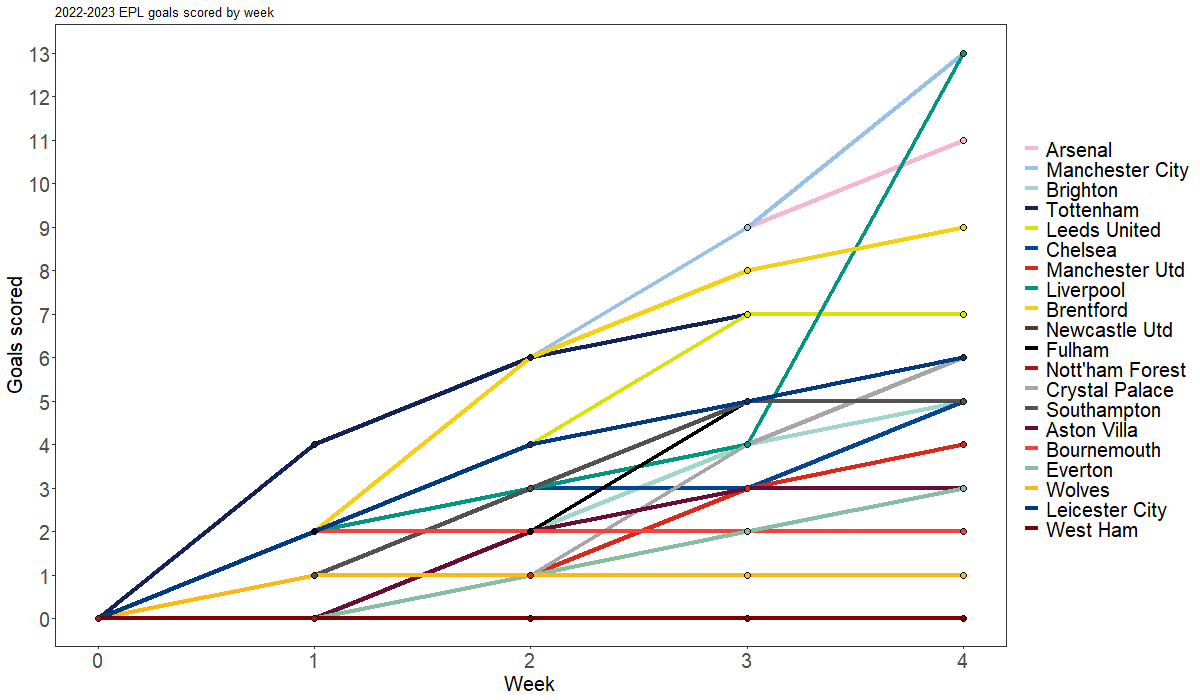 2022-2023 EPL goals scored by week
13
12
11
10
9
8
7
6
5
4
3
2
1
0
Goals scored
0 1 2 3 4
Week
Arsenal
Manchester City
Brighton
Tottenham
Leeds United
Chelsea
Manchester Utd
Liverpool
Brentford
Newcastle Utd
Fulham
Nott'ham Forest
Crystal Palace
Southampton
Aston Villa
Bournemouth
Everton
Wolves
Leicester City
West Ham